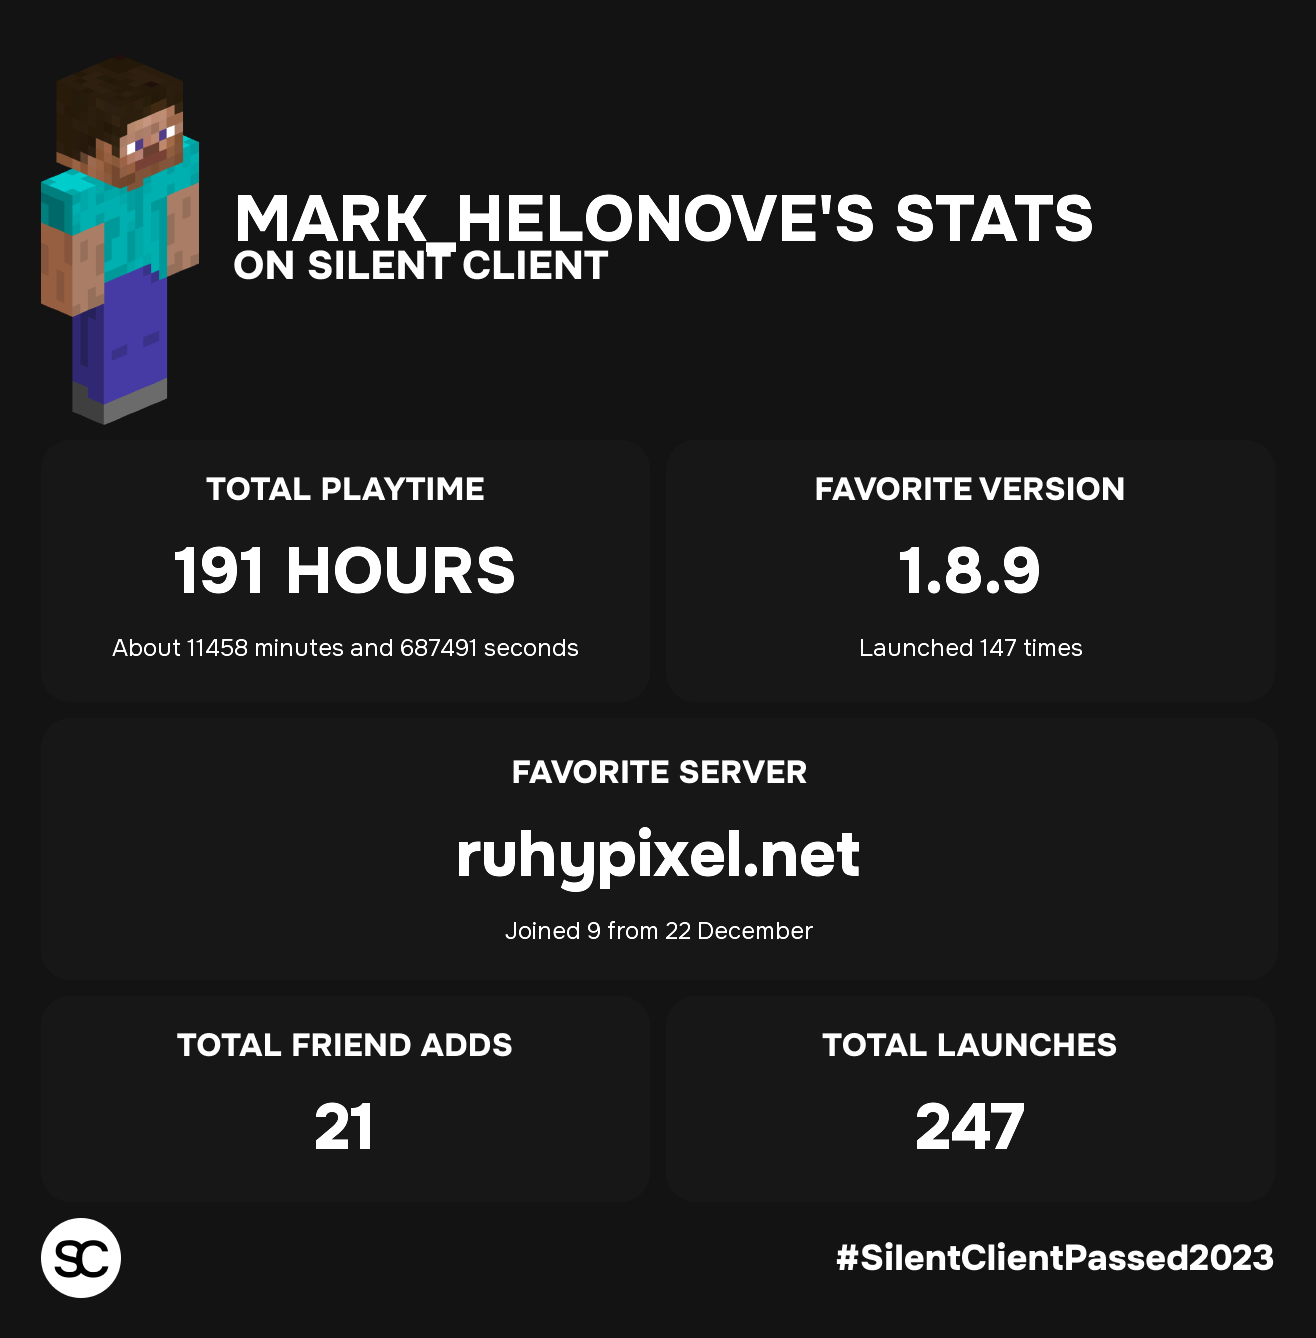 MARK_HELONOVE'S STATS
ON SILENT CLIENT
TOTAL PLAYTIME
191 HOURS
About 11458 minutes and 687491 seconds
FAVORITE VERSION
1.8.9
Launched 147 times
FAVORITE SERVER
ruhypixel.net
Joined 9 from 22 December
TOTAL FRIEND ADDS
21
TOTAL LAUNCHES
247
SC
#SilentClientPassed2023